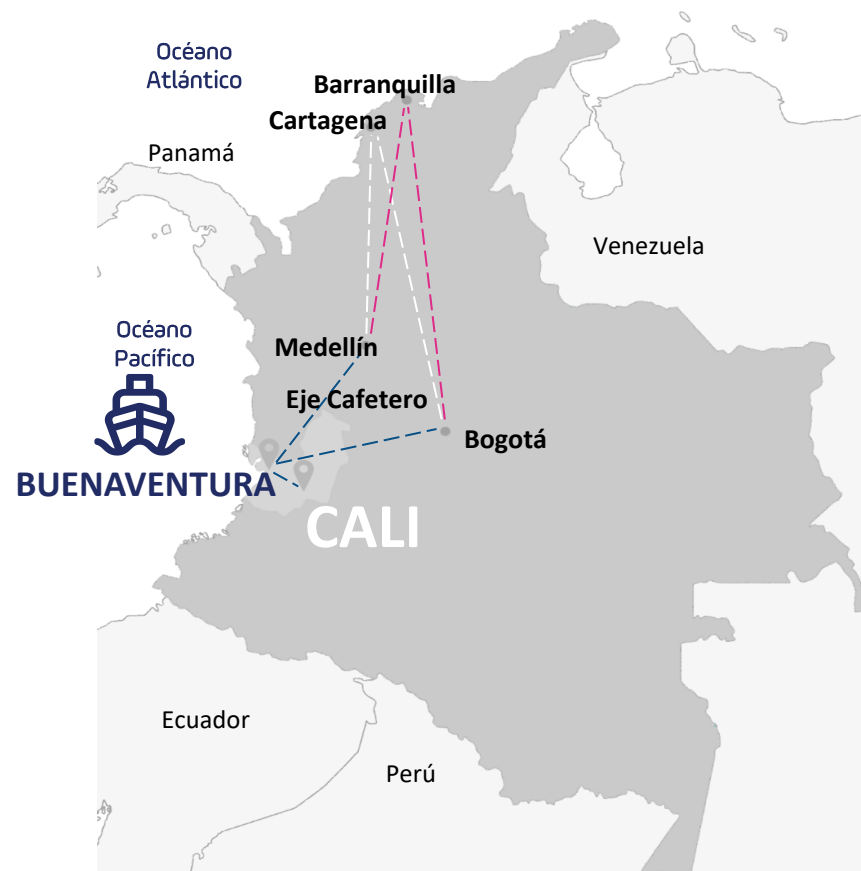 Océano
Atlántico
Barranquilla
Cartagena
Panamá
Venezuela
Océano
Pacífico
Medellín
Eje Cafetero
Bogotá
BUENAVENTURA
CALI
Ecuador
Perú